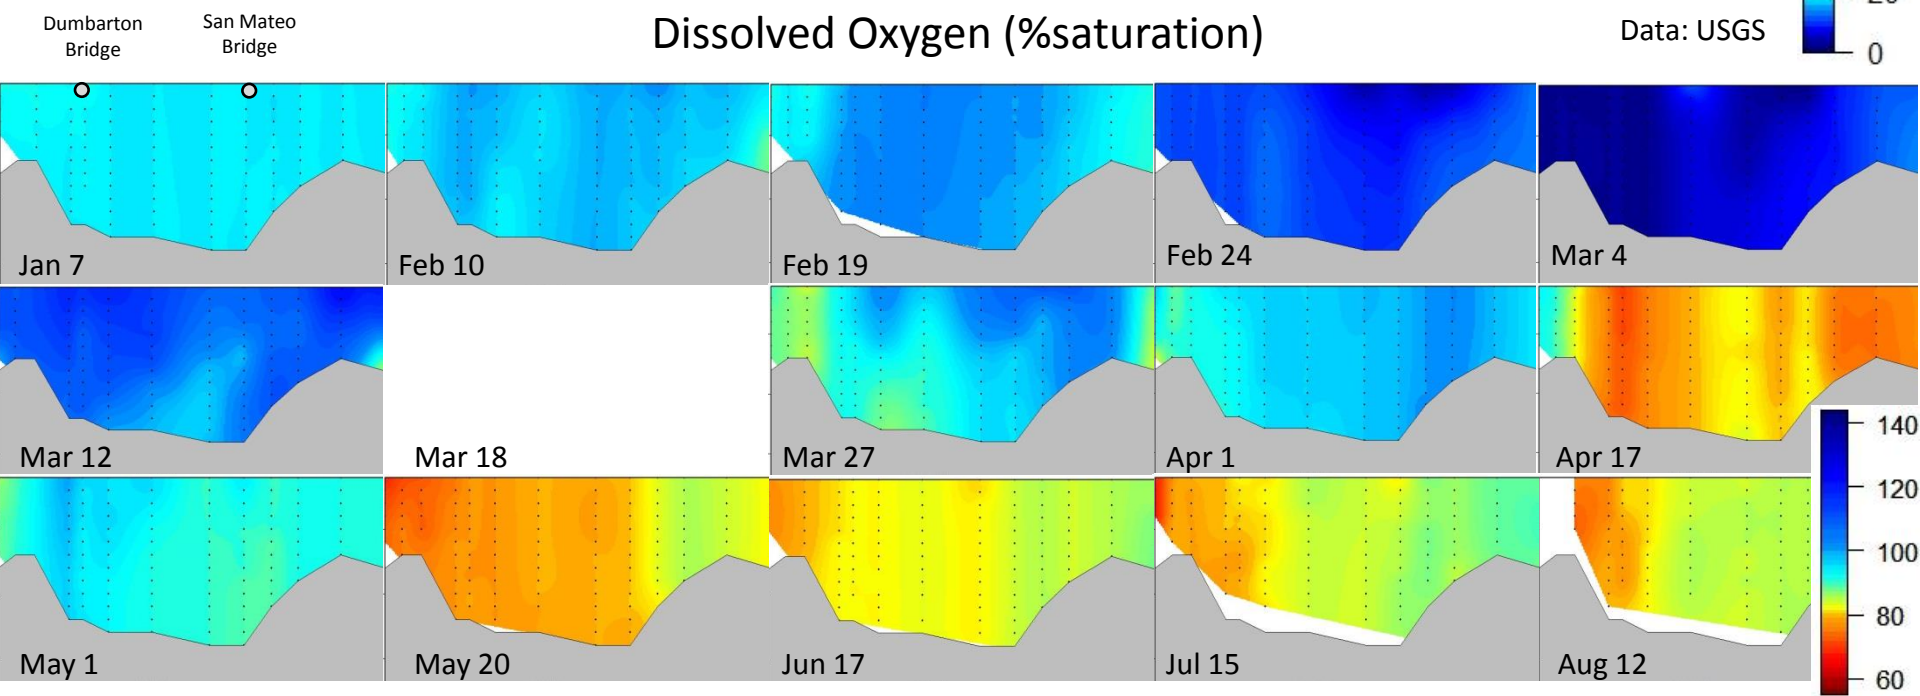 Dumbarton
Bridge
San Mateo
Bridge
Dissolved Oxygen (%saturation)
Data: USGS
0
Jan 7
Feb 10
Feb 19
Feb 24
Mar 4
Mar 12
Mar 18
Mar 27
Apr 1
Apr 17
May 1
May 20
Jun 17
Jul 15
Aug 12
140
120
100
80
60